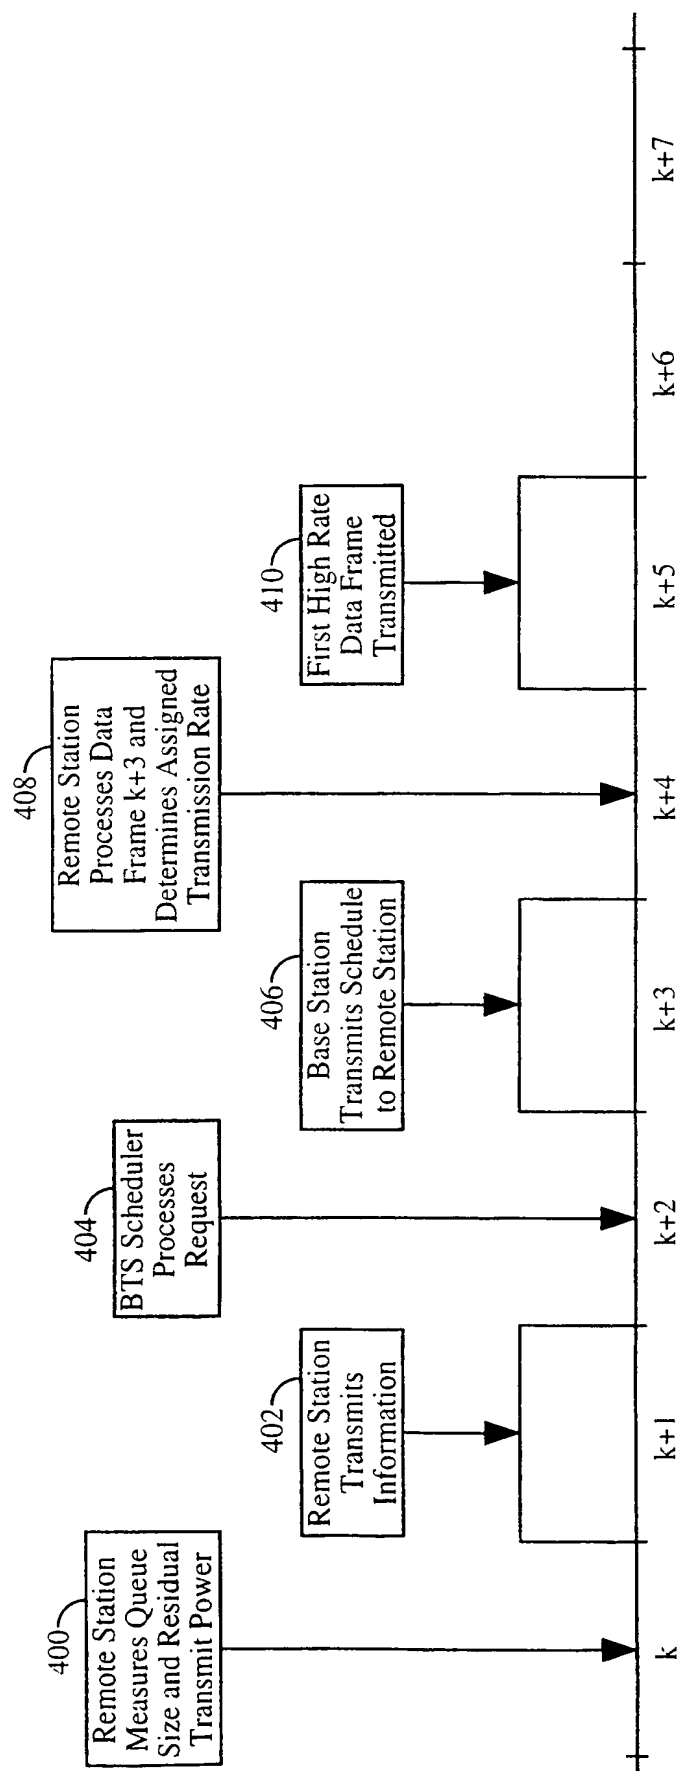 400
Remote Station
Measures Queue
Size and Residual
Transmit Power
402
Remote Station
Transmits
Information
404
BTS Scheduler
Processes
Request
406
Base Station
Transmits Schedule
to Remote Station
408
Remote Station
Processes Data
Frame k+3 and
Determines Assigned
Transmission Rate
410
First High Rate
Data Frame
Transmitted
k
k+1
k+2
k+3
k+4
k+5
k+6
k+7